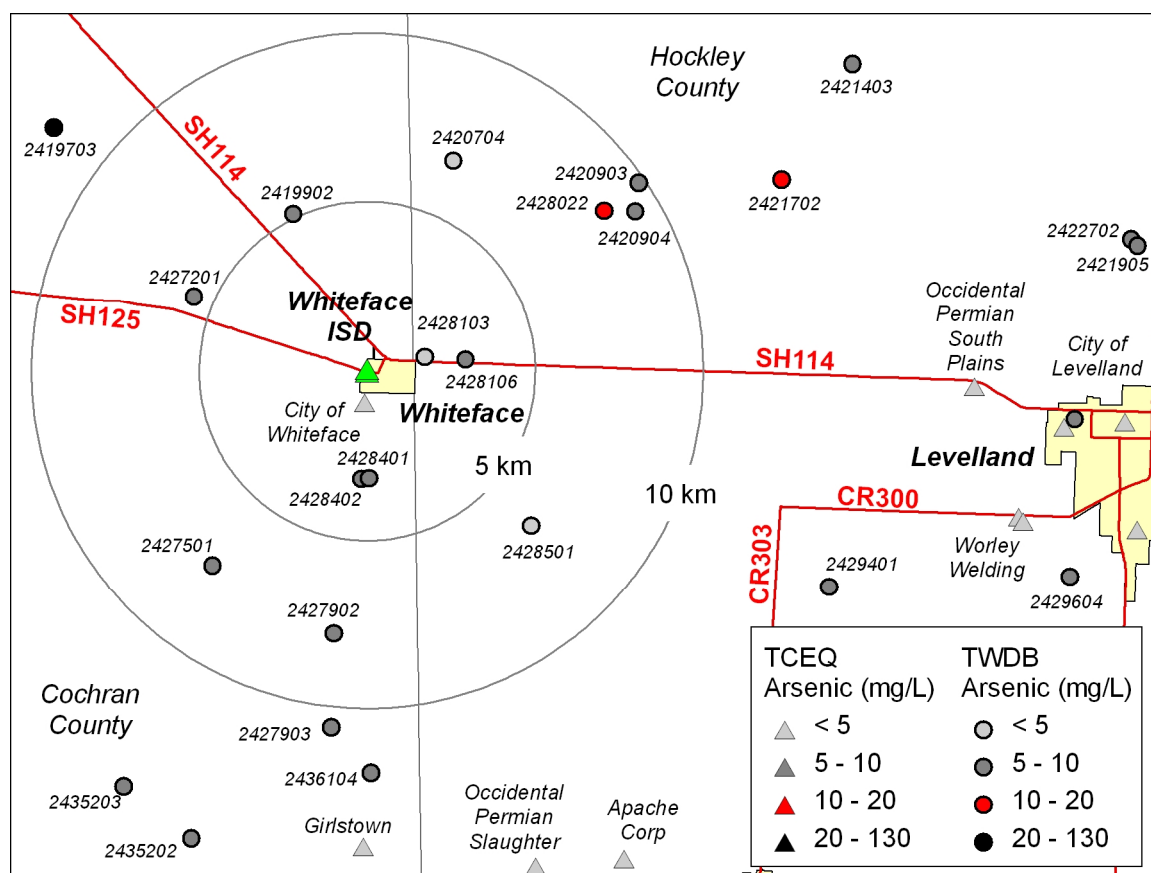 Hockley
County
2421403
2419703
SH114
2420704
2420903
2421702
2419902
2428022
2420904
2422702
2421905
2427201
SH125
Whiteface
ISD
2428103
2428106
Occidental
Permian
South
Plains
City of
Levelland
SH114
City of
Whiteface
Whiteface
2428401
2428402
5 km
10 km
Levelland
CR300
2428501
2427501
CR303
2429401
Worley
Welding
2429604
2427902
Cochran
County
2427903
2436104
2435203
2435202
Girlstown
Occidental
Permian
Slaughter
Apache
Corp
TCEQ
Arsenic (mg/L)
< 5
5 - 10
10 - 20
20 - 130
TWDB
Arsenic (mg/L)
< 5
5 - 10
10 - 20
20 - 130